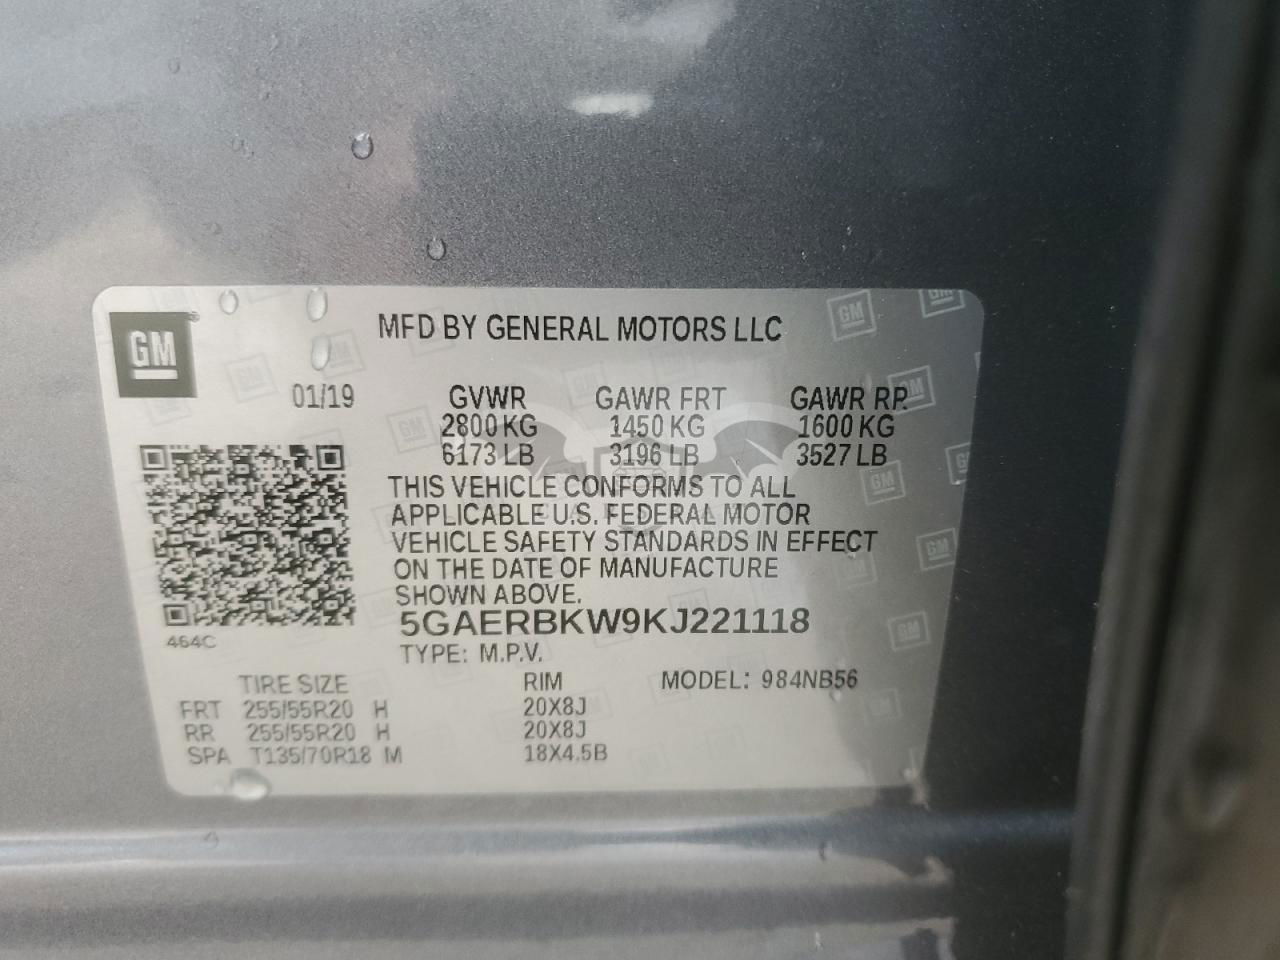 GM
MFD BY GENERAL MOTORS LLC
01/19 GVWR GAWR FRT GAWR RR
2800 KG 1450 KG 1600 KG
6173 LB 3196 LB 3527 LB
THIS VEHICLE CONFORMS TO ALL
APPLICABLE U.S. FEDERAL MOTOR
VEHICLE SAFETY STANDARDS IN EFFECT
ON THE DATE OF MANUFACTURE
SHOWN ABOVE.
5GAERBKW9KJ221118
464C
TYPE: M.P.V.
TIRE SIZE RIM MODEL: 984NB56
FRT 255/55R20 H 20X8J
RR 255/55R20 H 20X8J
SPA T135/70R18 M 18X4.5B